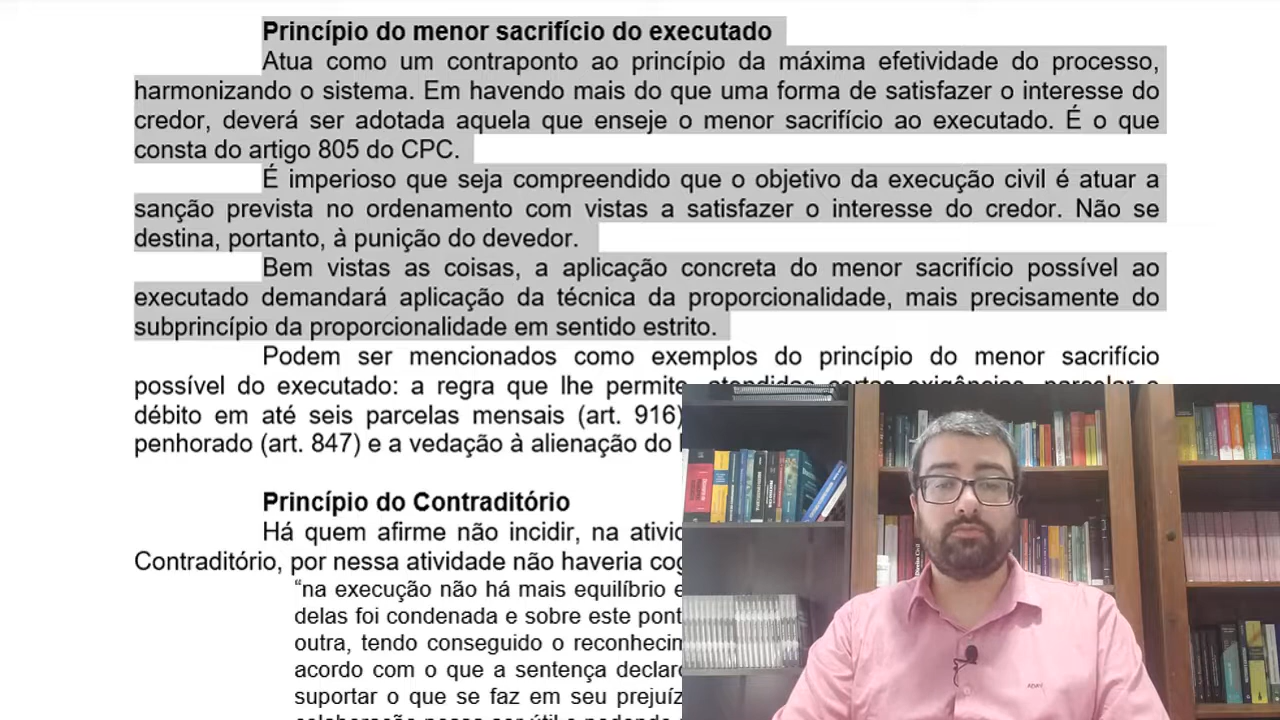 Princípio do menor sacrifício do executado
Atua como um contraponto ao princípio da máxima efetividade do processo,
harmonizando o sistema. Em havendo mais do que uma forma de satisfazer o interesse do
credor, deverá ser adotada aquela que enseje o menor sacrifício ao executado. É o que
consta do artigo 805 do CPC.
É imperioso que seja compreendido que o objetivo da execução civil é atuar a
sanção prevista no ordenamento com vistas a satisfazer o interesse do credor. Não se
destina, portanto, à punição do devedor.
Bem vistas as coisas, a aplicação concreta do menor sacrifício possível ao
executado demandará aplicação da técnica da proporcionalidade, mais precisamente do
subprincípio da proporcionalidade em sentido estrito.
Podem ser mencionados como exemplos do princípio do menor sacrifício
possível do executado: a regra que lhe permite, atendidas certas exigências, parcelar o
débito em até seis parcelas mensais (art. 916)
penhorado (art. 847) e a vedação à alienação do
Princípio do Contraditório
Há quem afirme não incidir, na
Contraditório, por nessa atividade não haveria
“na execução não há mais equilíbrio
delas foi condenada e sobre este
outra, tendo conseguido o
acordo com o que a sentença
suportar o que se faz em seu